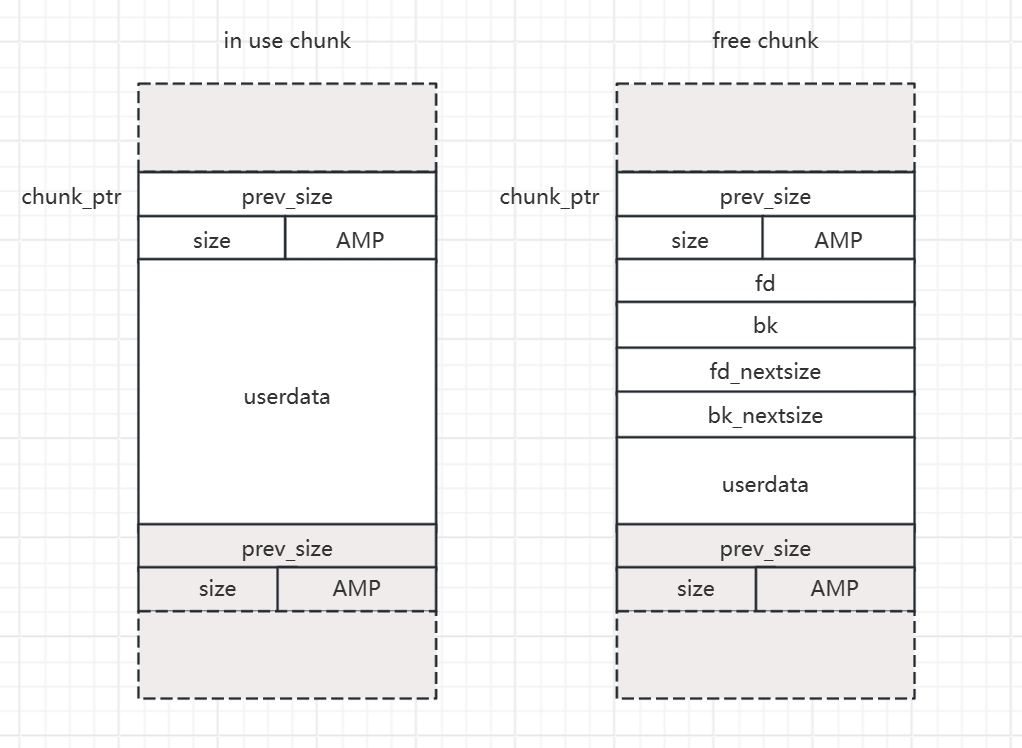 in use chunk
chunk_ptr
prev_size
size
AMP
userdata
prev_size
size
AMP
free chunk
chunk_ptr
prev_size
size
AMP
fd
bk
fd_nextsize
bk_nextsize
userdata
prev_size
size
AMP